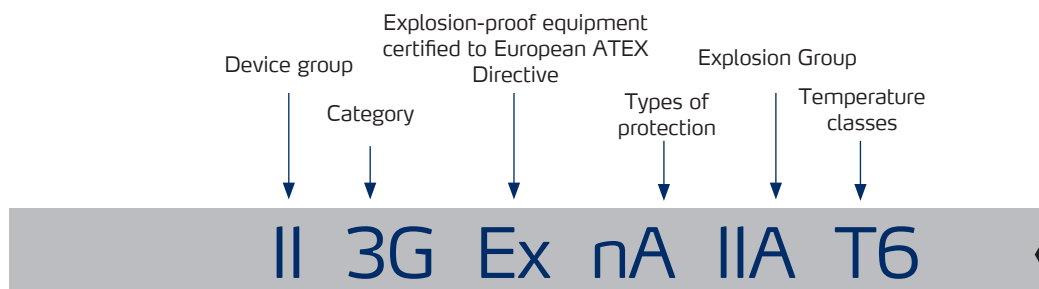 Explosion-proof equipment
certified to European ATEX
Directive
Device group
Explosion Group
Category
Types of
protection
Temperature
classes
II 3G Ex nA IIA T6